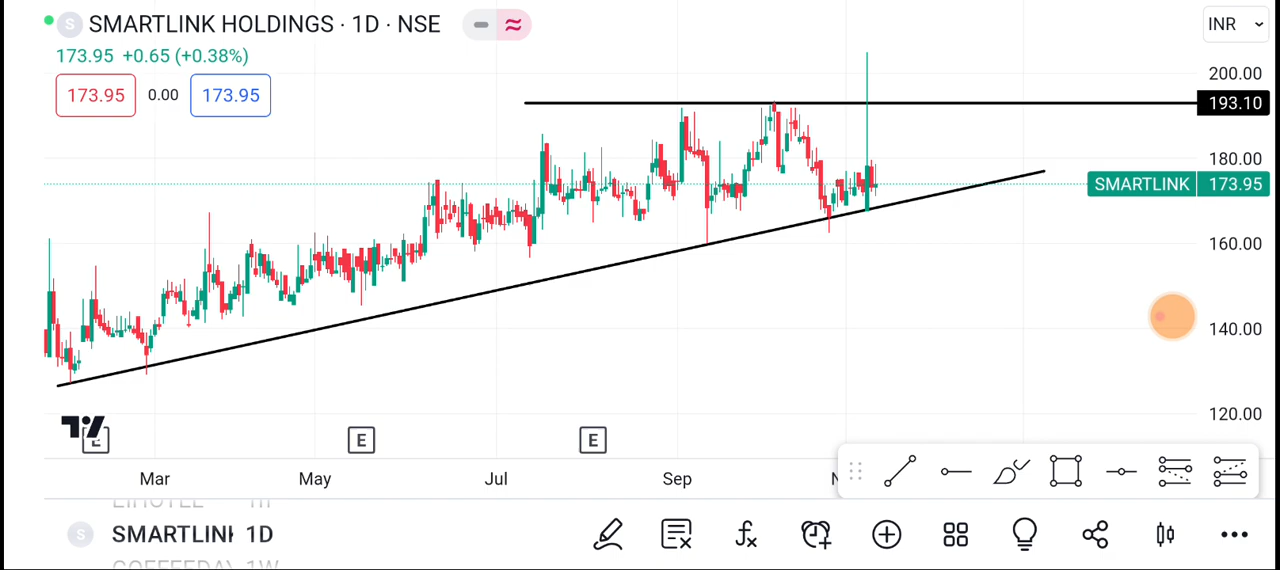 S SMARTLINK HOLDINGS · 1D · NSE
INR
173.95 +0.65 (+0.38%)
173.95 0.00 173.95
200.00
193.10
180.00
SMARTLINK 173.95
160.00
140.00
120.00
E E E
Mar May Jul Sep
S SMARTLINK 1D